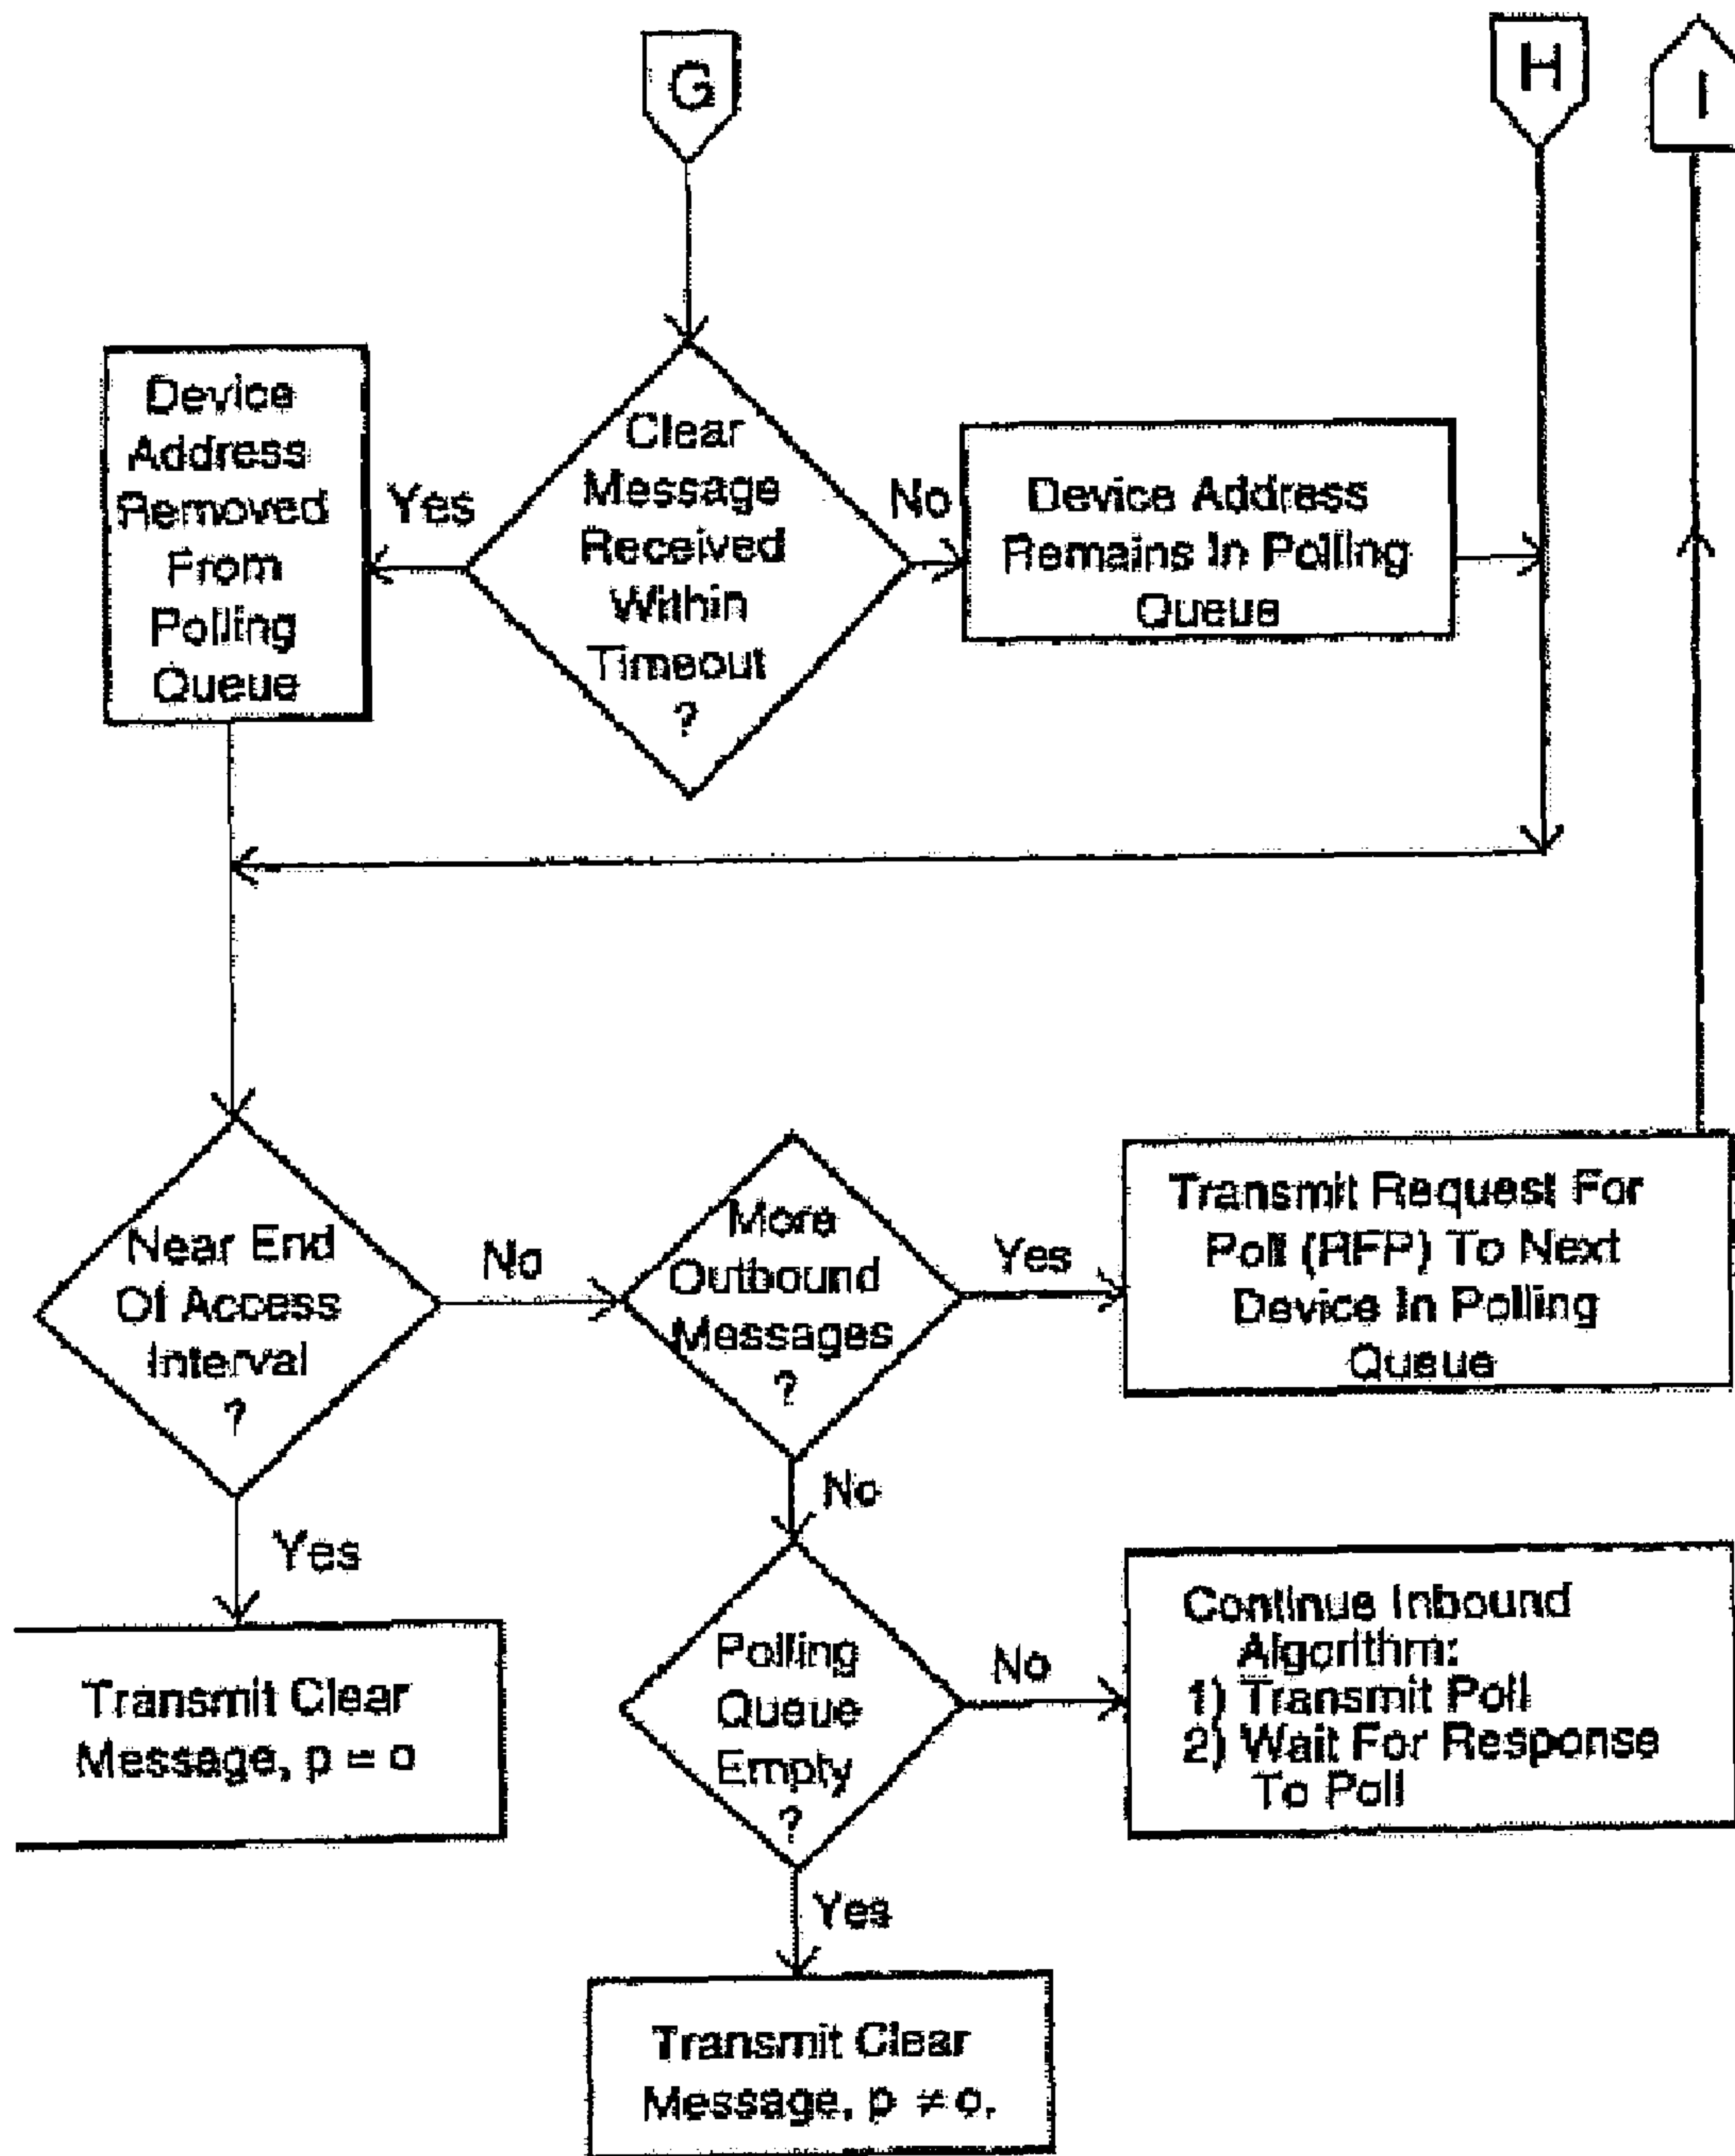 G
H
I
Device
Address
Removed
From
Polling
Queue
Yes
Clear
Message
Received
Within
Timeout
?
No
Device Address
Remains In Polling
Queue
Near End
Of Access
Interval
?
No
More
Outbound
Messages
?
Yes
Transmit Request For
Poll (RFP) To Next
Device In Polling
Queue
Yes
No
Transmit Clear
Message, p = o
Polling
Queue
Empty
?
No
Continue Inbound
Algorithm:
1) Transmit Poll
2) Wait For Response
To Poll
Yes
Transmit Clear
Message, p ≠ o.